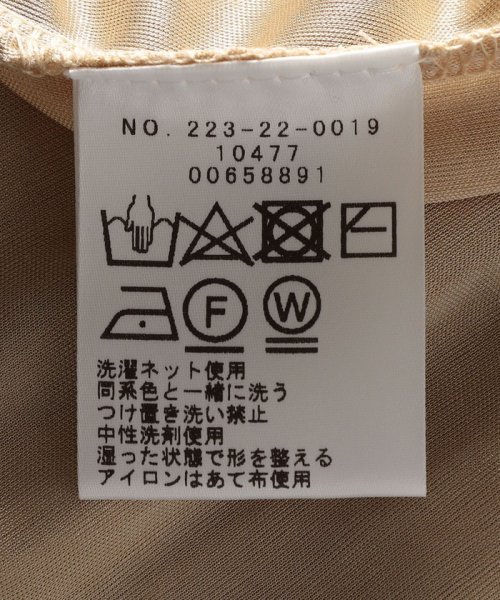 NO. 223-22-0019
10477
00658891
F W
洗濯ネット使用
同系色と一緒に洗う
つけ置き洗い禁止
中性洗剤使用
湿った状態で形を整える
アイロンはあて布使用